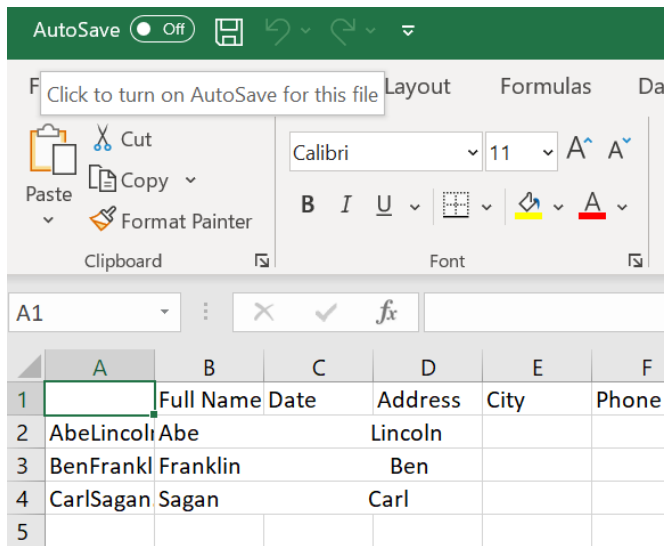 AutoSave Off
F Click to turn on AutoSave for this file Layout Formulas Da
Cut
Calibri 11 A A
Copy
Paste
B I U A
Format Painter
Clipboard Font
A1 fx
A B C D E F
1 Full Name Date Address City Phone
2 AbeLincoln Abe Lincoln
3 BenFrankl Franklin Ben
4 CarlSagan Sagan Carl
5